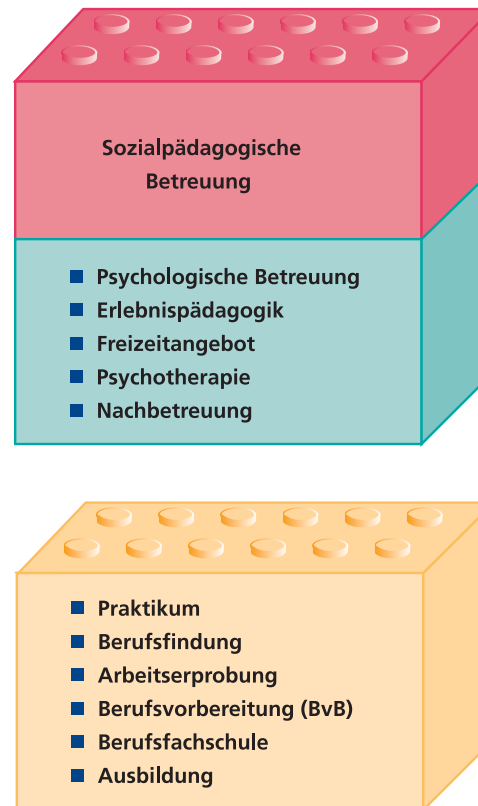 Sozialpädagogische
Betreuung
Psychologische Betreuung
Erlebnispädagogik
Freizeitangebot
Psychotherapie
Nachbetreuung
Praktikum
Berufsfindung
Arbeitserprobung
Berufsvorbereitung (BvB)
Berufsfachschule
Ausbildung